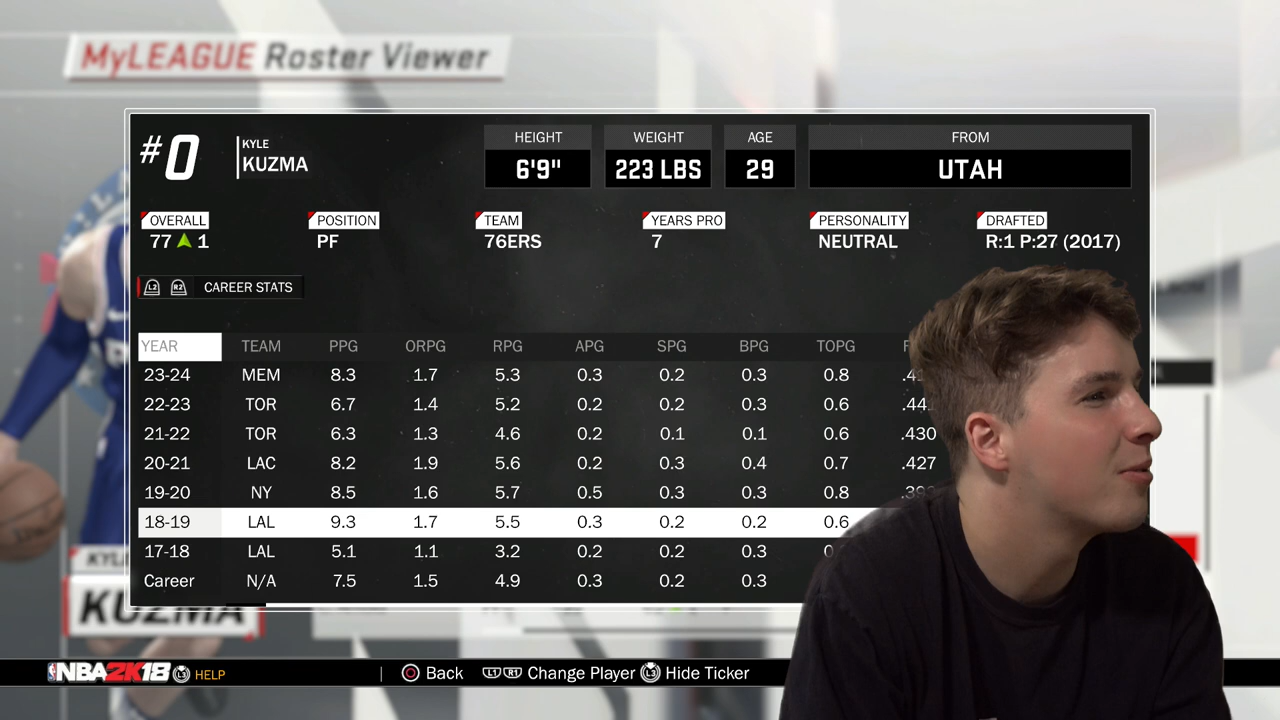 MyLEAGUE Roster Viewer
#0 KYLE KUZMA
HEIGHT WEIGHT AGE FROM
6'9" 223 LBS 29 UTAH
OVERALL POSITION TEAM YEARS PRO PERSONALITY DRAFTED
77 1 PF 76ERS 7 NEUTRAL R:1 P:27 (2017)
L2 R2 CAREER STATS
YEAR TEAM PPG ORPG RPG APG SPG BPG TOPG
23-24 MEM 8.3 1.7 5.3 0.3 0.2 0.3 0.8
22-23 TOR 6.7 1.4 5.2 0.2 0.2 0.3 0.6
21-22 TOR 6.3 1.3 4.6 0.2 0.1 0.1 0.6 .430
20-21 LAC 8.2 1.9 5.6 0.2 0.3 0.4 0.7 .427
19-20 NY 8.5 1.6 5.7 0.5 0.3 0.3 0.8
18-19 LAL 9.3 1.7 5.5 0.3 0.2 0.2 0.6
17-18 LAL 5.1 1.1 3.2 0.2 0.2 0.3
Career N/A 7.5 1.5 4.9 0.3 0.2 0.3
KUZMA
NBA2K18 L3 HELP Back L1 R1 Change Player L3 Hide Ticker